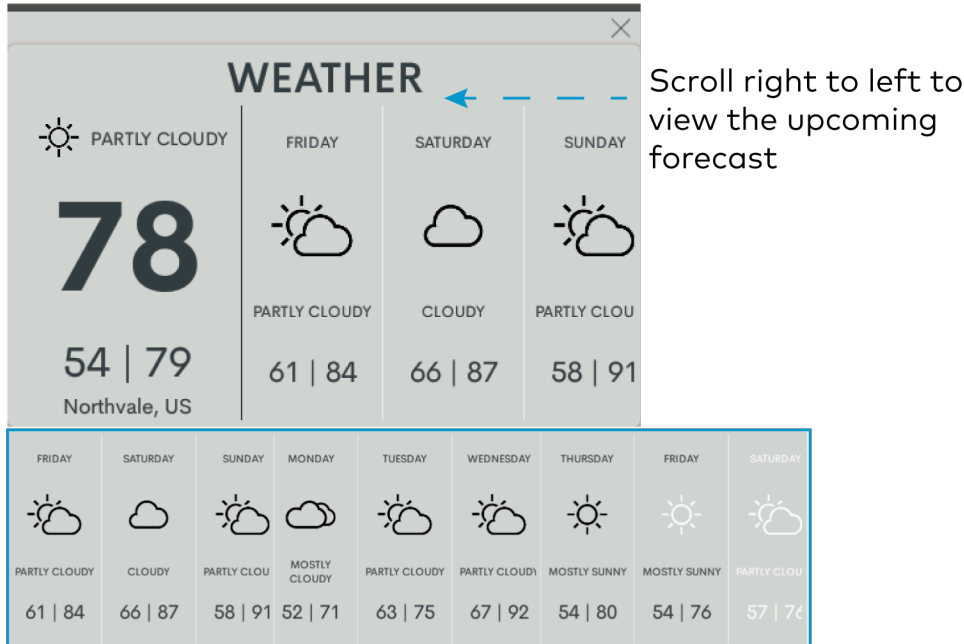 WEATHER
Scroll right to left to
view the upcoming
forecast
PARTLY CLOUDY
78
54 | 79
Northvale, US
FRIDAY SATURDAY SUNDAY
PARTLY CLOUDY CLOUDY PARTLY CLOU
61 | 84 66 | 87 58 | 91
FRIDAY SATURDAY SUNDAY MONDAY TUESDAY WEDNESDAY THURSDAY FRIDAY SATURDAY
PARTLY CLOUDY CLOUDY PARTLY CLOU MOSTLY PARTLY CLOUDY PARTLY CLOUDY MOSTLY SUNNY MOSTLY SUNNY PARTLY CLOU
CLOUDY
61 | 84 66 | 87 58 | 91 52 | 71 63 | 75 67 | 92 54 | 80 54 | 76 57 | 76